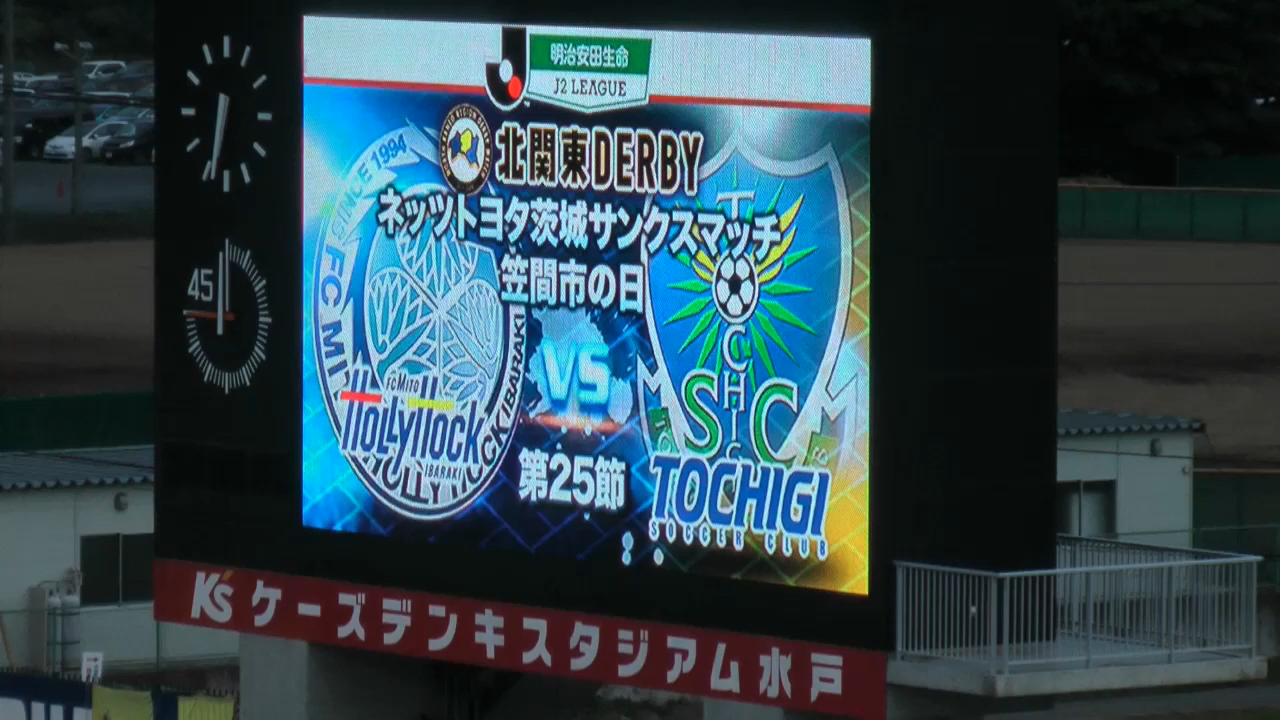 明治安田生命
J2 LEAGUE
北関東DERBY
ネッツトヨタ茨城サンクスマッチ
笠間市の日
SINCE 1994
FC MITO
HOLLYHOCK
IBARAKI
VS
TOCHIGI
SC
第25節
TOCHIGI
SOCCER CLUB
45
K's ケーズデンキスタジアム水戸